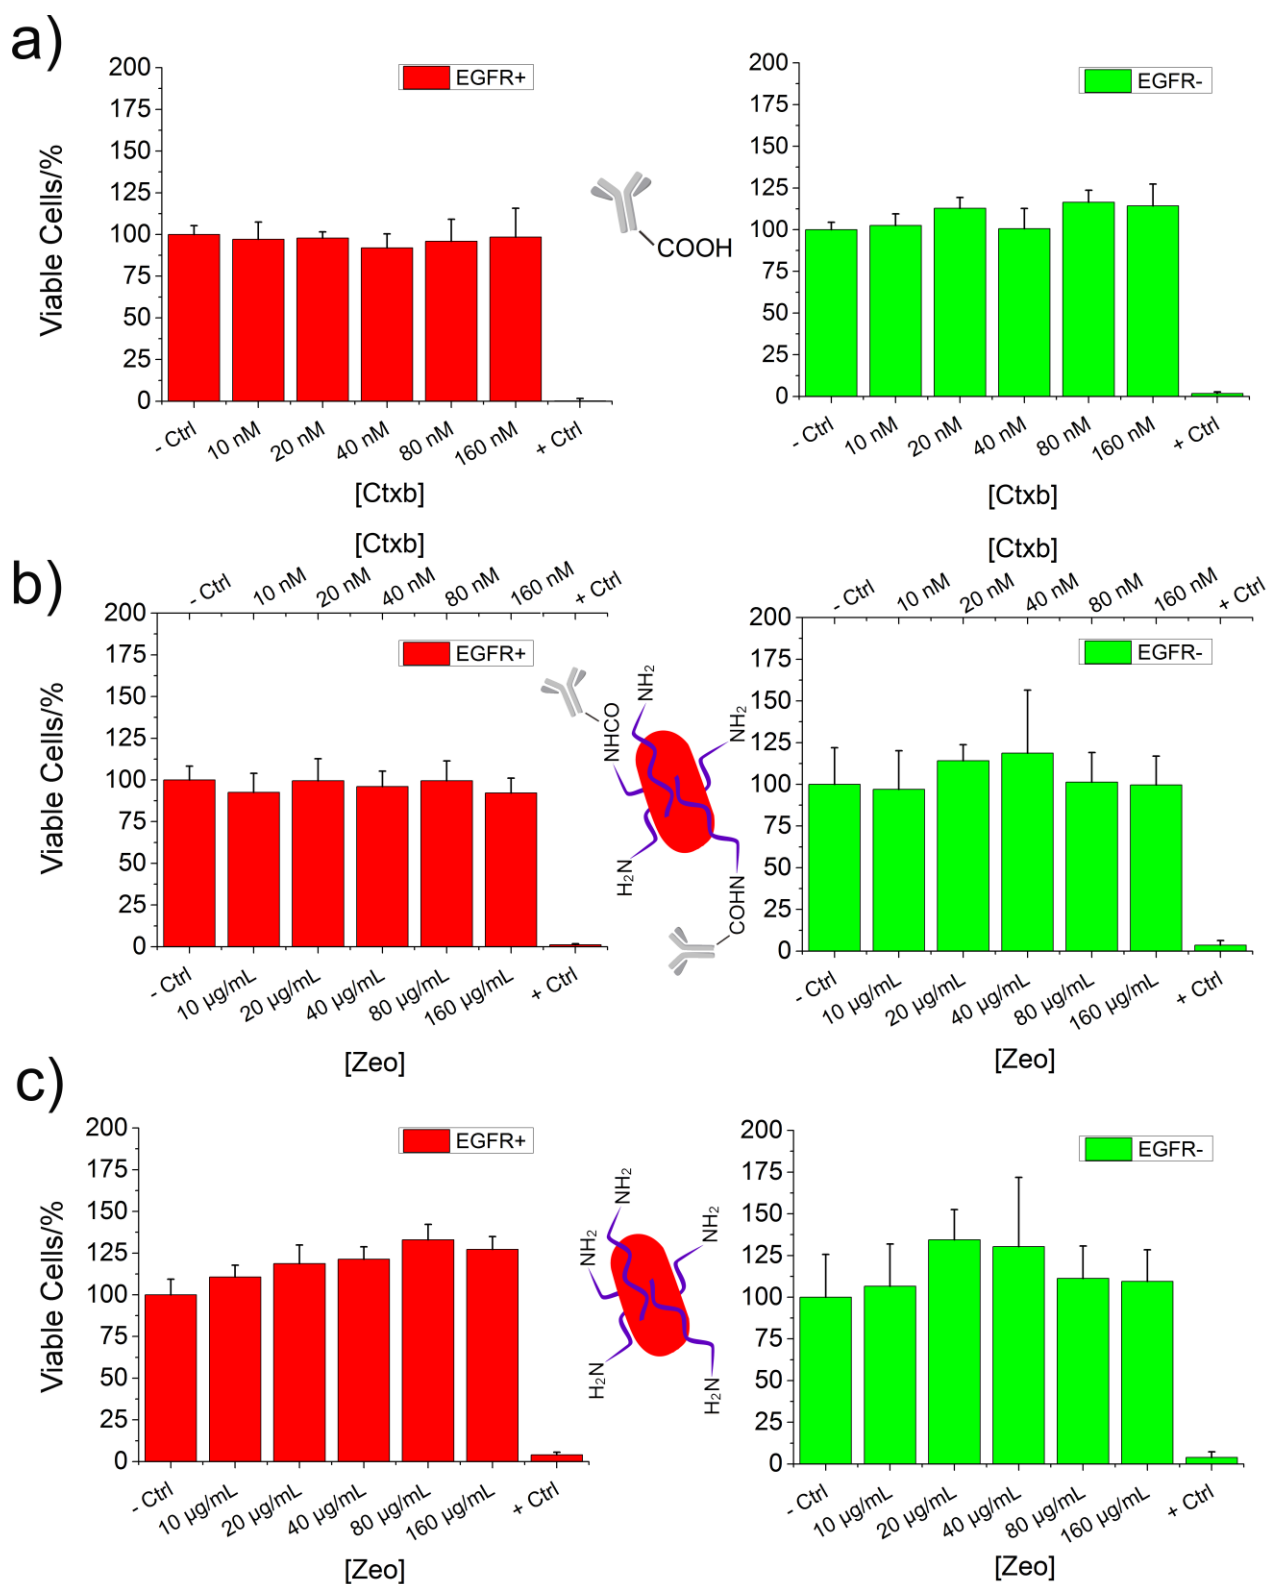 a)
200
175
150
125
100
75
50
25
0
Viable Cells/%
EGFR+
- Ctrl
10 nM
20 nM
40 nM
80 nM
160 nM
+ Ctrl
[Ctxb]
COOH
200
175
150
125
100
75
50
25
0
EGFR-
- Ctrl
10 nM
20 nM
40 nM
80 nM
160 nM
+ Ctrl
[Ctxb]
b)
[Ctxb]
- Ctrl
10 nM
20 nM
40 nM
80 nM
160 nM
+ Ctrl
200
175
150
125
100
75
50
25
0
Viable Cells/%
EGFR+
- Ctrl
10 µg/mL
20 µg/mL
40 µg/mL
80 µg/mL
160 µg/mL
+ Ctrl
[Zeo]
NHCO
NH₂
NH₂
H₂N
COHN
[Ctxb]
- Ctrl
10 nM
20 nM
40 nM
80 nM
160 nM
+ Ctrl
200
175
150
125
100
75
50
25
0
EGFR-
- Ctrl
10 µg/mL
20 µg/mL
40 µg/mL
80 µg/mL
160 µg/mL
+ Ctrl
[Zeo]
c)
200
175
150
125
100
75
50
25
0
Viable Cells/%
EGFR+
- Ctrl
10 µg/mL
20 µg/mL
40 µg/mL
80 µg/mL
160 µg/mL
+ Ctrl
[Zeo]
NH₂
NH₂
NH₂
H₂N
H₂N
200
175
150
125
100
75
50
25
0
EGFR-
- Ctrl
10 µg/mL
20 µg/mL
40 µg/mL
80 µg/mL
160 µg/mL
+ Ctrl
[Zeo]